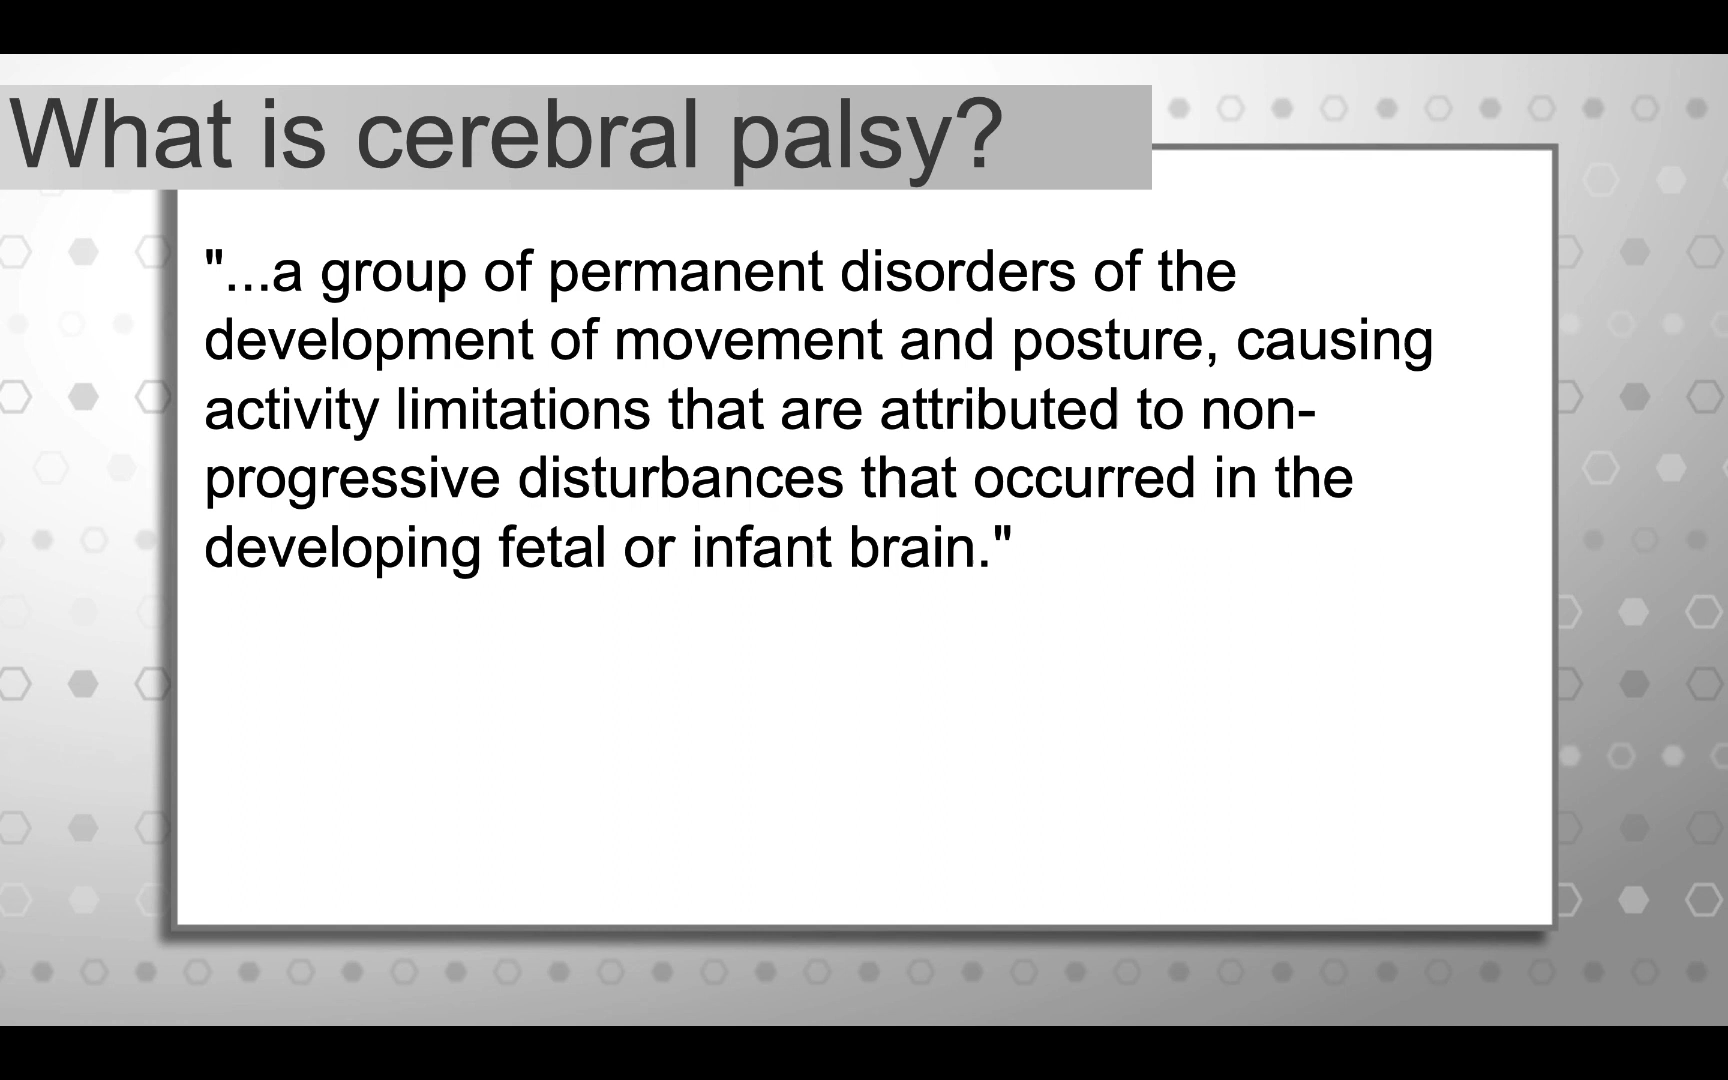 What is cerebral palsy?
"...a group of permanent disorders of the
development of movement and posture, causing
activity limitations that are attributed to non-
progressive disturbances that occurred in the
developing fetal or infant brain."